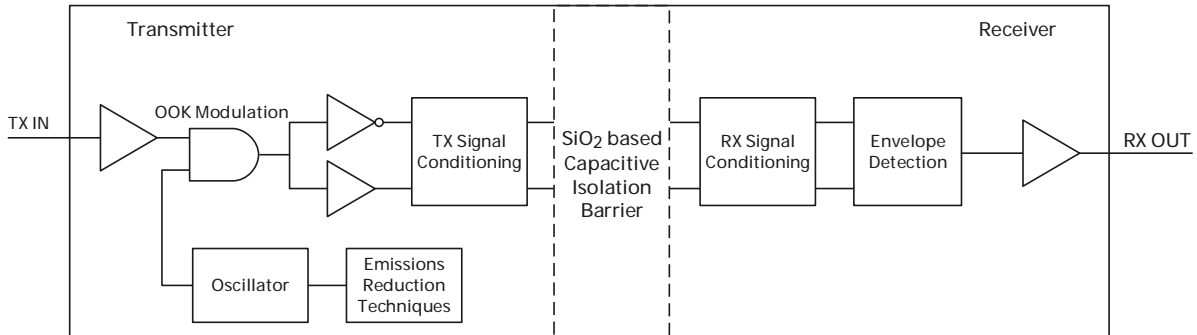 Transmitter
Receiver
OOK Modulation
TX IN
TX Signal
Conditioning
SiO2 based
Capacitive
Isolation
Barrier
RX Signal
Conditioning
Envelope
Detection
RX OUT
Oscillator
Emissions
Reduction
Techniques